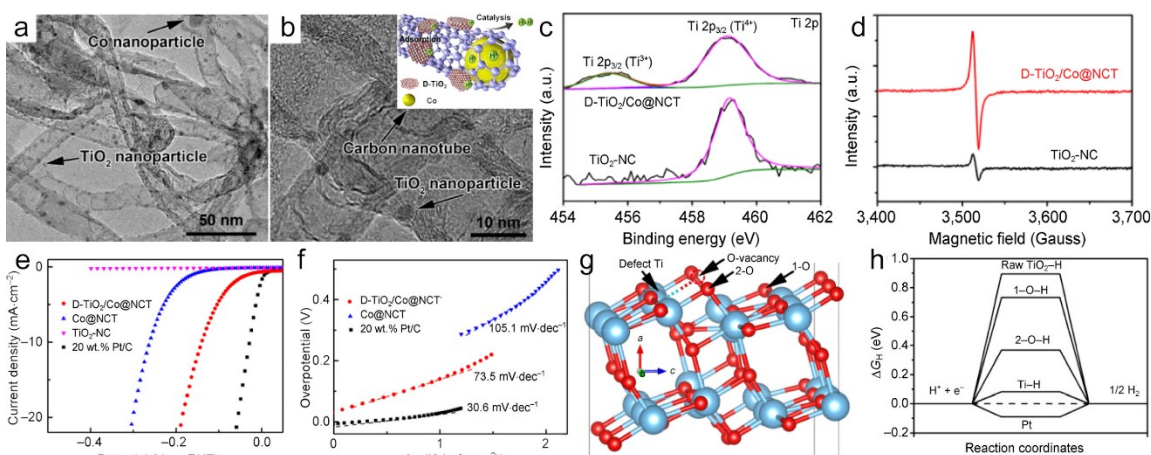 a
Co nanoparticle
TiO₂ nanoparticle
50 nm
b
Catalysis
Adsorption
D-TiO₂
Co
Carbon nanotube
TiO₂ nanoparticle
10 nm
c
Ti 2p₃/₂ (Ti⁴⁺)
Ti 2p
Ti 2p₃/₂ (Ti³⁺)
D-TiO₂/Co@NCT
TiO₂-NC
Intensity (a.u.)
454 456 458 460 462
Binding energy (eV)
d
D-TiO₂/Co@NCT
TiO₂-NC
Intensity (a.u.)
3,400 3,500 3,600 3,700
Magnetic field (Gauss)
e
0
-10
-20
Current density (mA·cm⁻²)
D-TiO₂/Co@NCT
Co@NCT
TiO₂-NC
20 wt.% Pt/C
-0.4 -0.2 0.0
f
0.4
0.2
0.0
Overpotential (V)
D-TiO₂/Co@NCT
Co@NCT
20 wt.% Pt/C
105.1 mV·dec⁻¹
73.5 mV·dec⁻¹
30.6 mV·dec⁻¹
0 1 2
g
Defect Ti
O-vacancy
2-O
1-O
a
c
h
1.0
0.8
0.6
0.4
0.2
0.0
-0.2
ΔG_H (eV)
Raw TiO₂–H
1–O–H
2–O–H
Ti–H
H⁺ + e⁻
1/2 H₂
Pt
Reaction coordinates